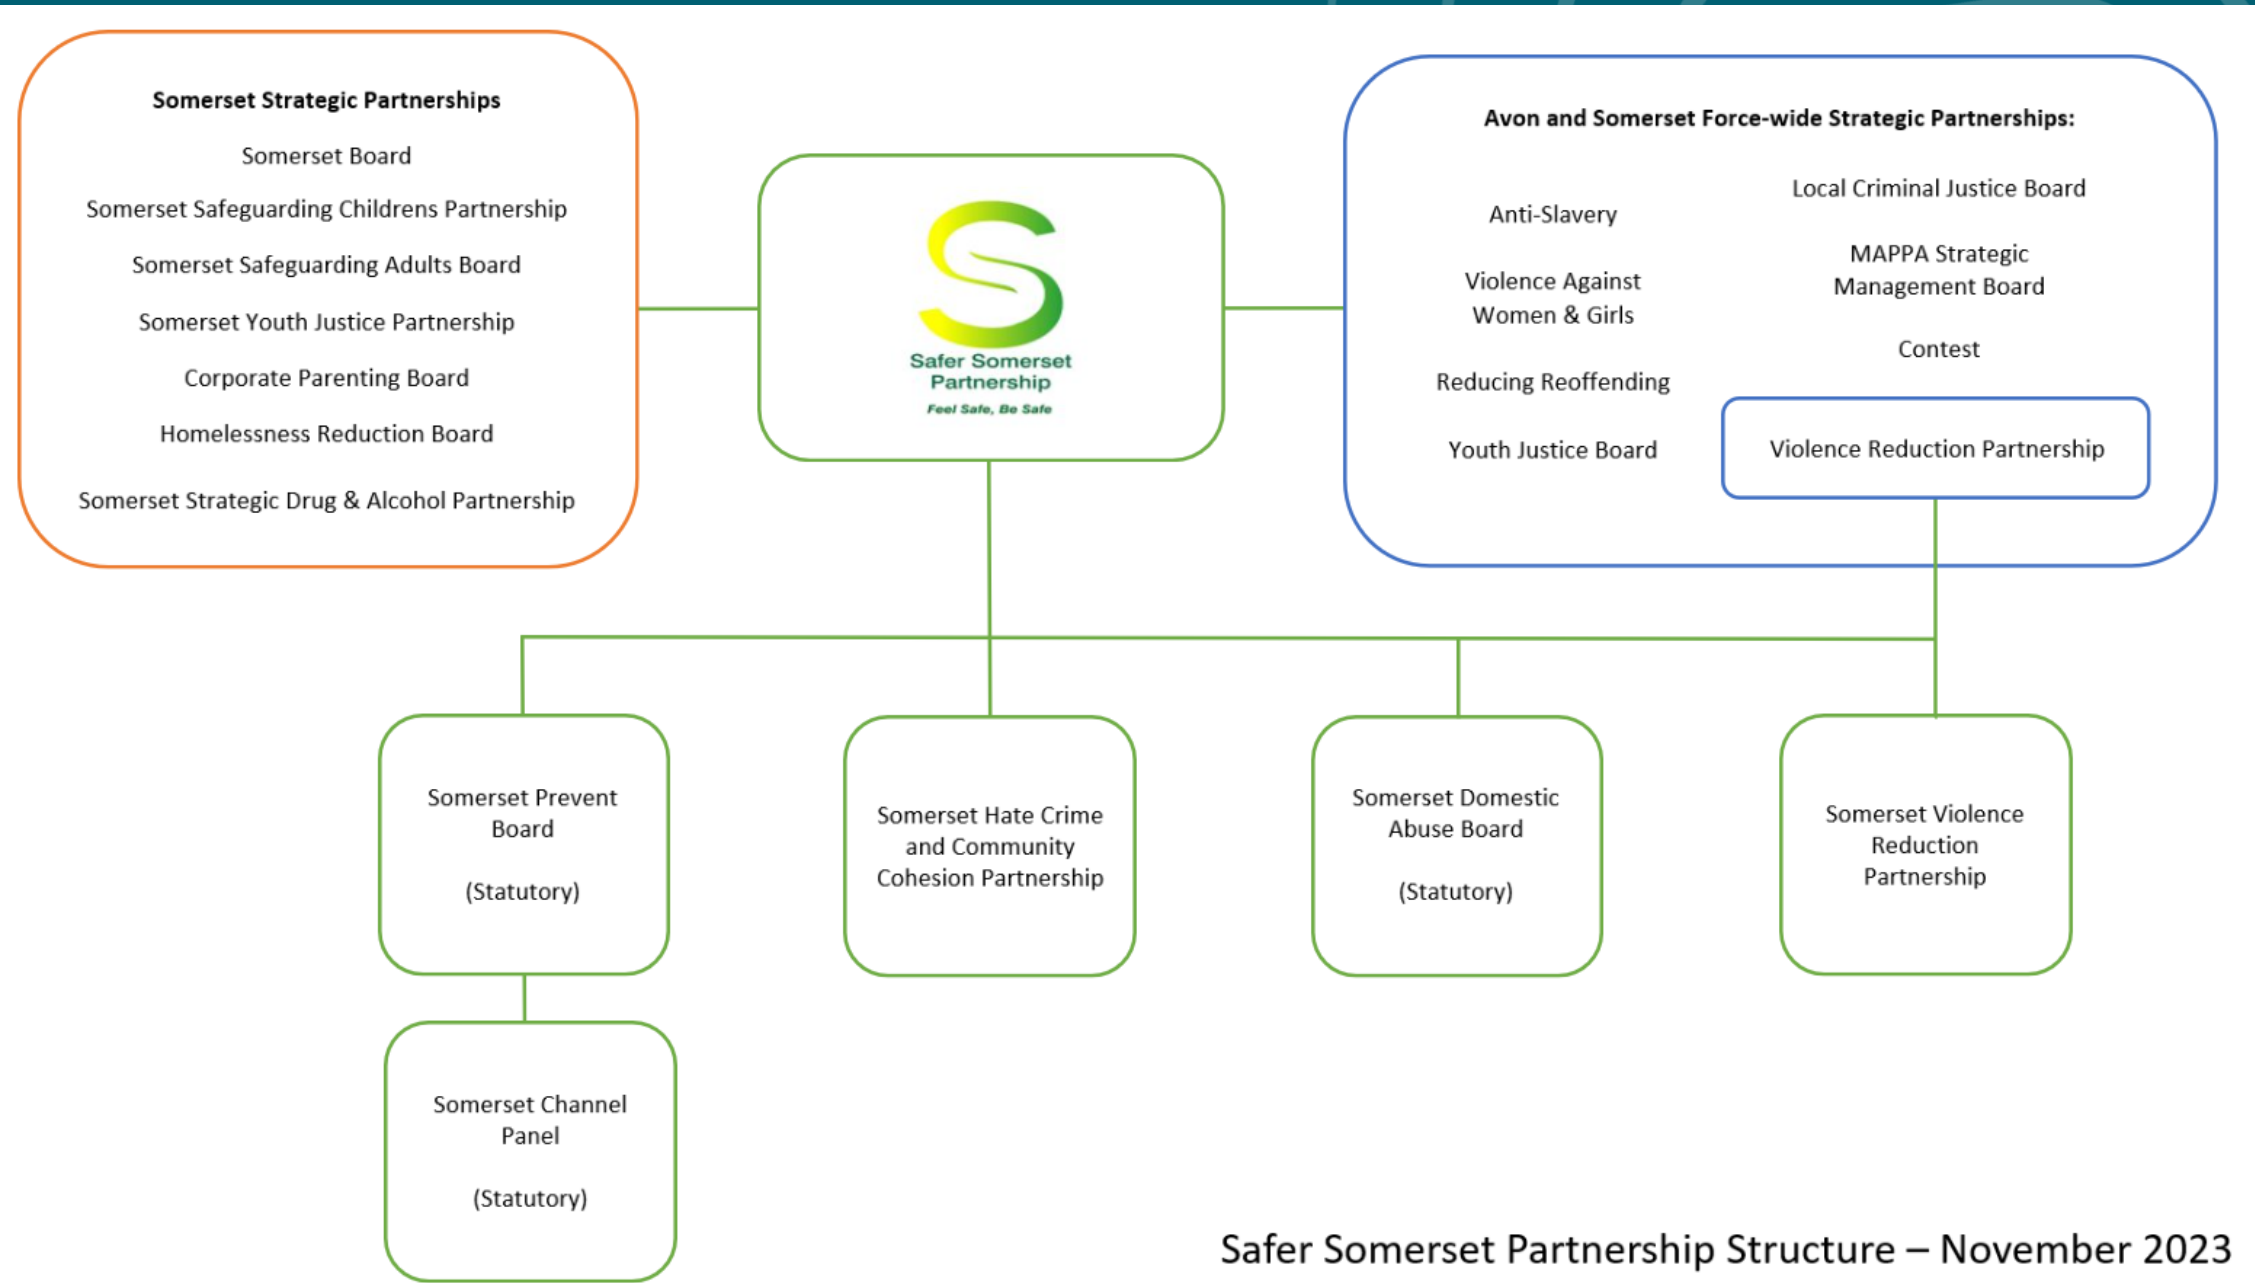 Somerset Strategic Partnerships
Somerset Board
Somerset Safeguarding Childrens Partnership
Somerset Safeguarding Adults Board
Somerset Youth Justice Partnership
Corporate Parenting Board
Homelessness Reduction Board
Somerset Strategic Drug & Alcohol Partnership
Safer Somerset
Partnership
Feel Safe, Be Safe
Avon and Somerset Force-wide Strategic Partnerships:
Anti-Slavery
Violence Against
Women & Girls
Reducing Reoffending
Youth Justice Board
Local Criminal Justice Board
MAPPA Strategic
Management Board
Contest
Violence Reduction Partnership
Somerset Prevent
Board
(Statutory)
Somerset Hate Crime
and Community
Cohesion Partnership
Somerset Domestic
Abuse Board
(Statutory)
Somerset Violence
Reduction
Partnership
Somerset Channel
Panel
(Statutory)
Safer Somerset Partnership Structure – November 2023